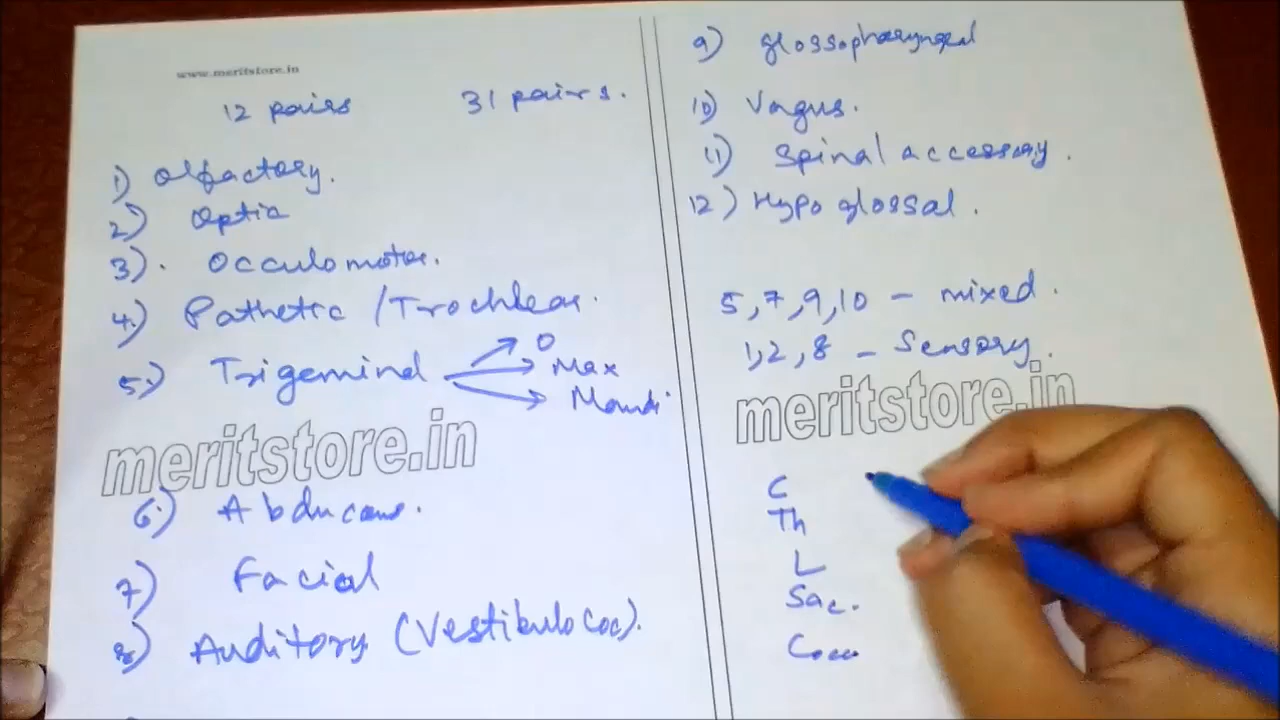 www.meritstore.in
12 pairs 31 pairs.
1) Olfactory.
2) Optic
3). Occulomotor.
4.) Pathetic / Trochlear.
5.) Trigeminal
O
Max
Mandi
meritstore.in
6.) Abducens.
7) Facial
8) Auditory (Vestibulo Coc).
9) Glossopharyngeal
10) Vagus.
11) Spinal accessory.
12) Hypo glossal.
5,7,9,10 - mixed.
1,2,8 - Sensory.
meritstore.in
C
Th
L
Sac.